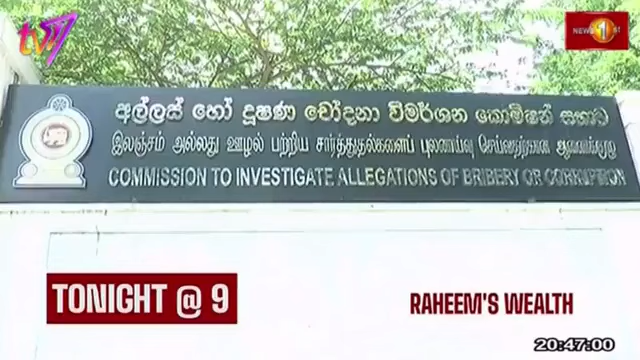 tv1
NEWS 1st
අල්ලස් හෝ දූෂණ චෝදනා විමර්ශන කොමිෂන් සභාව
இலஞ்சம் அல்லது ஊழல் பற்றிய சார்த்துதல்களைப் புலனாய்வு செய்வதற்கான ஆணைக்குழு
COMMISSION TO INVESTIGATE ALLEGATIONS OF BRIBERY OR CORRUPTION
TONIGHT @ 9
RAHEEM'S WEALTH
20:47:00